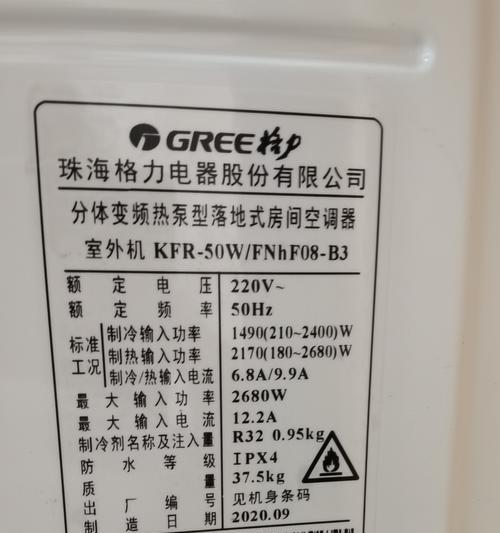 GREE格力
珠海格力电器股份有限公司
分体变频热泵型落地式房间空调器
室外机 KFR-50W/FNhF08-B3
额定电压 220V~
额定频率 50Hz
标准工况 制冷输入功率 1490(210~2400)W
制热输入功率 2170(180~2680)W
制冷/热输入电流 6.8A/9.9A
最大输入功率 2680W
最大输入电流 12.2A
制冷剂名称及注入量 R32 0.95kg
防水等级 IPX4
质量 37.5kg
出厂编号 见机身条码
制造日期 2020.09